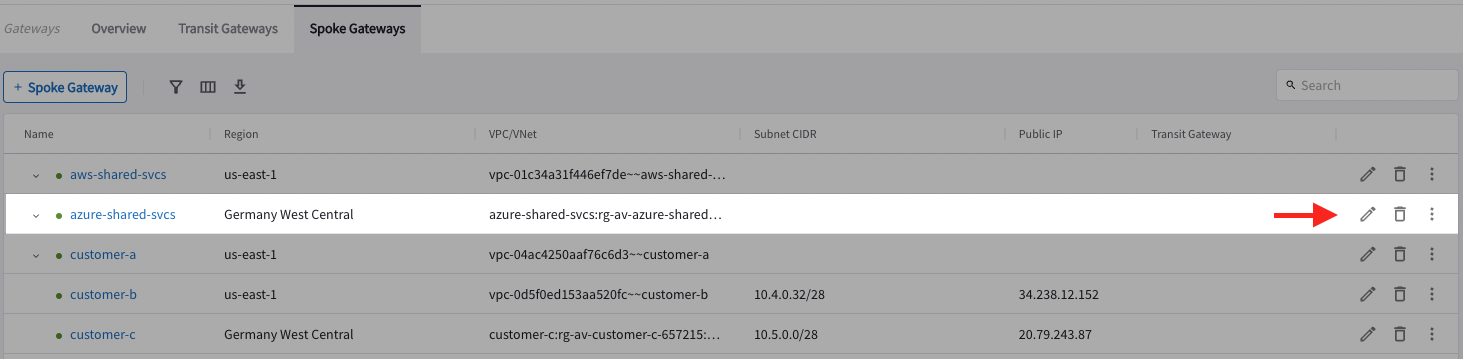 Gateways Overview Transit Gateways Spoke Gateways
+ Spoke Gateway Search
Name Region VPC/VNet Subnet CIDR Public IP Transit Gateway
aws-shared-svcs us-east-1 vpc-01c34a31f446ef7de~~aws-shared-...
azure-shared-svcs Germany West Central azure-shared-svcs:rg-av-azure-shared...
customer-a us-east-1 vpc-04ac4250aaf76c6d3~~customer-a
customer-b us-east-1 vpc-0d5f0ed153aa520fc~~customer-b 10.4.0.32/28 34.238.12.152
customer-c Germany West Central customer-c:rg-av-customer-c-657215:... 10.5.0.0/28 20.79.243.87